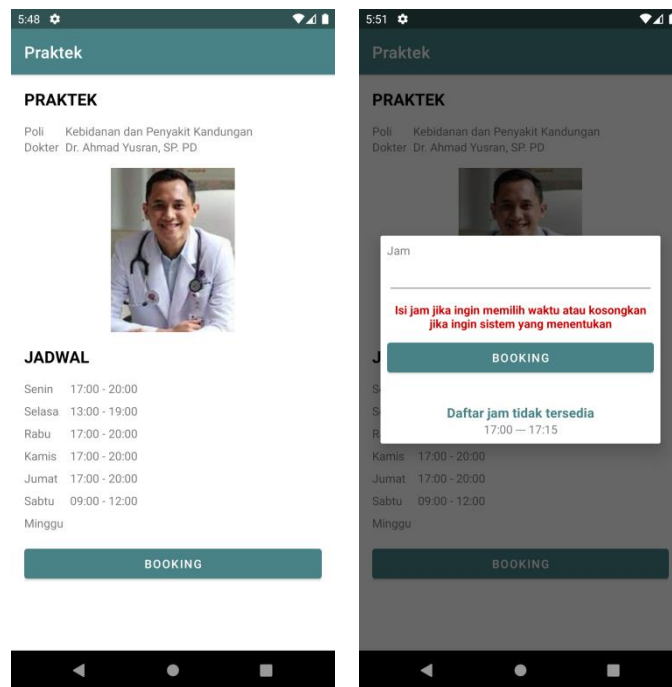 5:48
Praktek
PRAKTEK
Poli Kebidanan dan Penyakit Kandungan
Dokter Dr. Ahmad Yusran, SP. PD
JADWAL
Senin 17:00 - 20:00
Selasa 13:00 - 19:00
Rabu 17:00 - 20:00
Kamis 17:00 - 20:00
Jumat 17:00 - 20:00
Sabtu 09:00 - 12:00
Minggu
BOOKING
5:51
Praktek
PRAKTEK
Poli Kebidanan dan Penyakit Kandungan
Dokter Dr. Ahmad Yusran, SP. PD
Jam
Isi jam jika ingin memilih waktu atau kosongkan
jika ingin sistem yang menentukan
BOOKING
Daftar jam tidak tersedia
17:00 — 17:15
Kamis 17:00 - 20:00
Jumat 17:00 - 20:00
Sabtu 09:00 - 12:00
Minggu
BOOKING